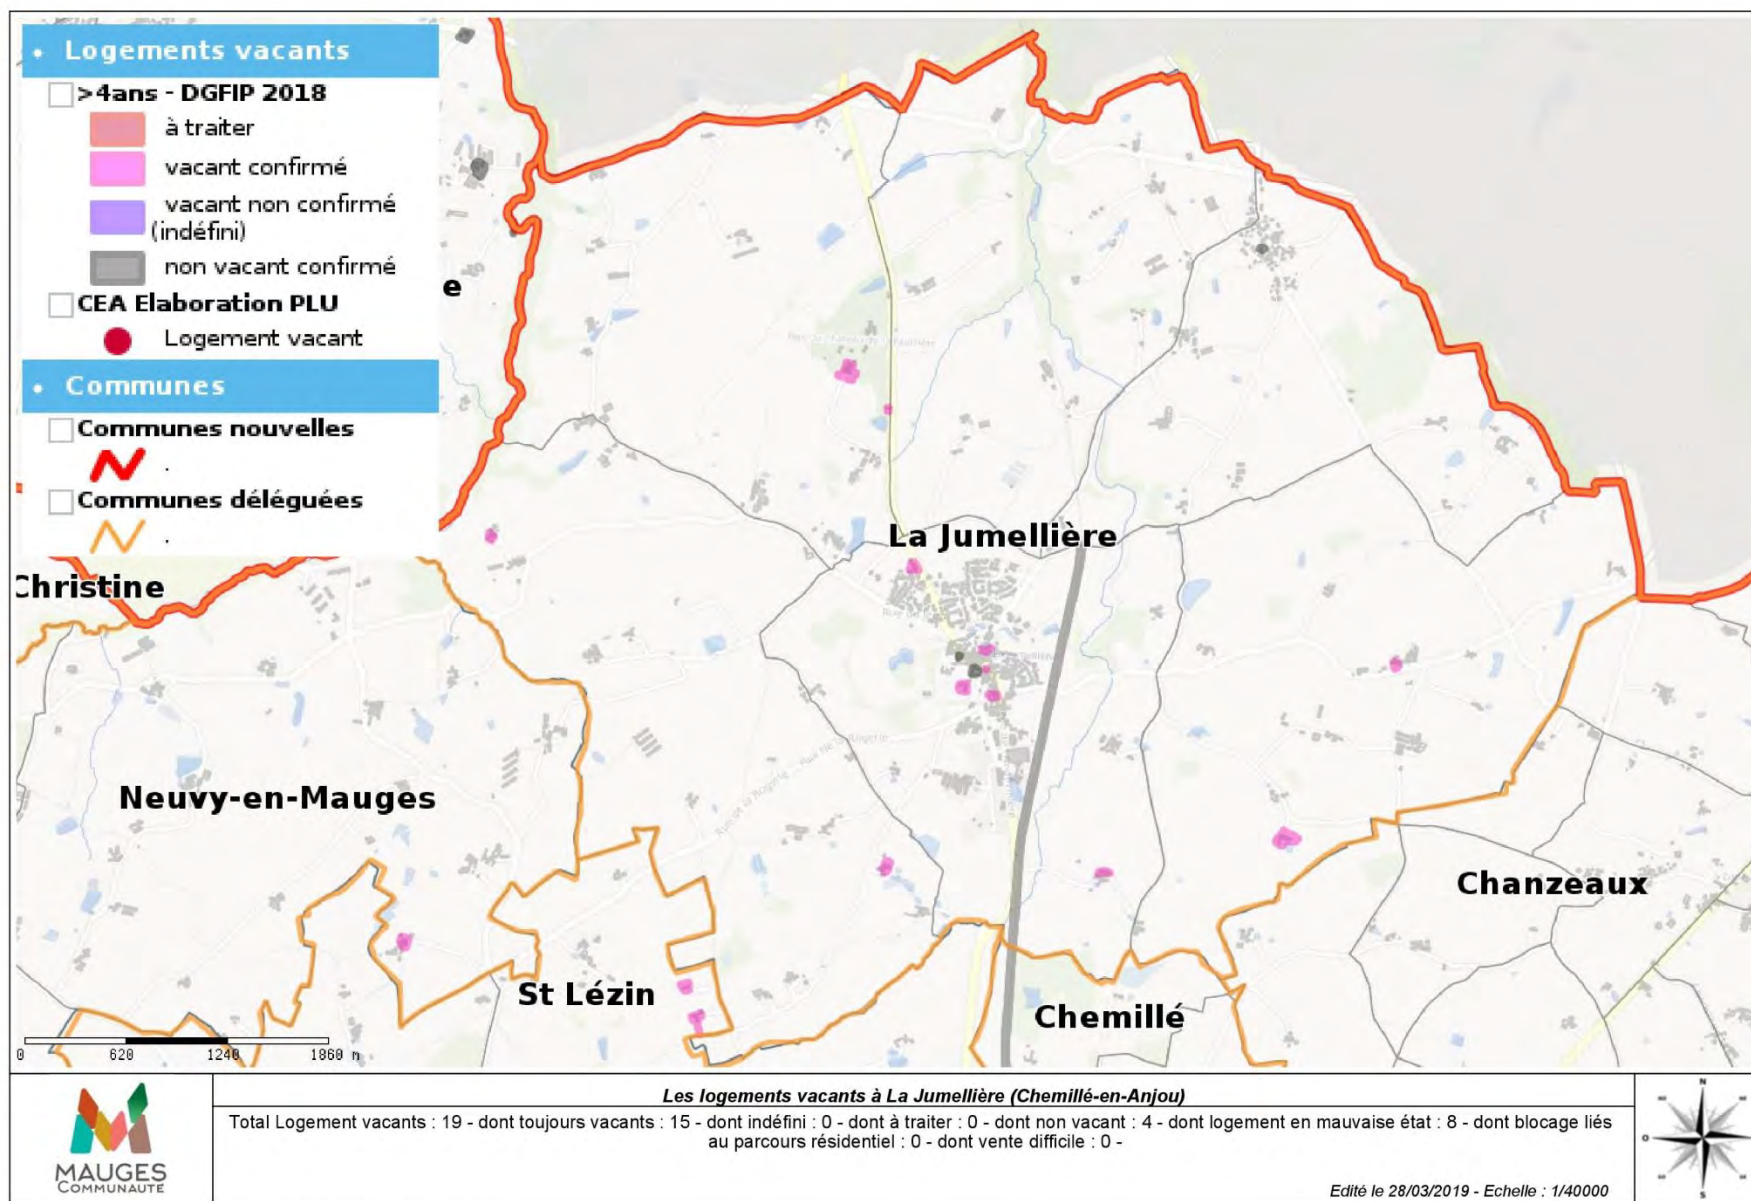 Logements vacants
>4ans - DGFIP 2018
à traiter
vacant confirmé
vacant non confirmé
(indéfini)
non vacant confirmé
CEA Elaboration PLU
Logement vacant
Communes
Communes nouvelles
.
Communes déléguées
.
e
La Jumellière
Christine
Neuvy-en-Mauges
Chanzeaux
St Lézin
Chemillé
0 620 1240 1860 m
Les logements vacants à La Jumellière (Chemillé-en-Anjou)
Total Logement vacants : 19 - dont toujours vacants : 15 - dont indéfini : 0 - dont à traiter : 0 - dont non vacant : 4 - dont logement en mauvaise état : 8 - dont blocage liés
au parcours résidentiel : 0 - dont vente difficile : 0 -
Edité le 28/03/2019 - Echelle : 1/40000
MAUGES
COMMUNAUTÉ
N
O
S